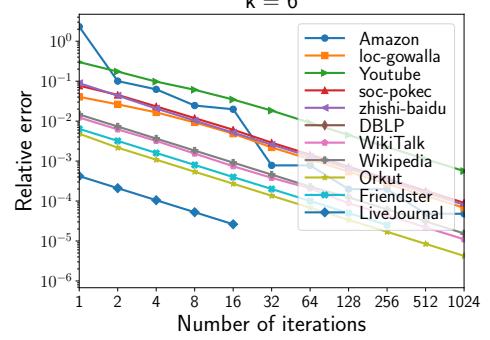 k = 6
Relative error
10^0
10^−1
10^−2
10^−3
10^−4
10^−5
10^−6
Amazon
loc-gowalla
Youtube
soc-pokec
zhishi-baidu
DBLP
WikiTalk
Wikipedia
Orkut
Friendster
LiveJournal
1 2 4 8 16 32 64 128 256 512 1024
Number of iterations